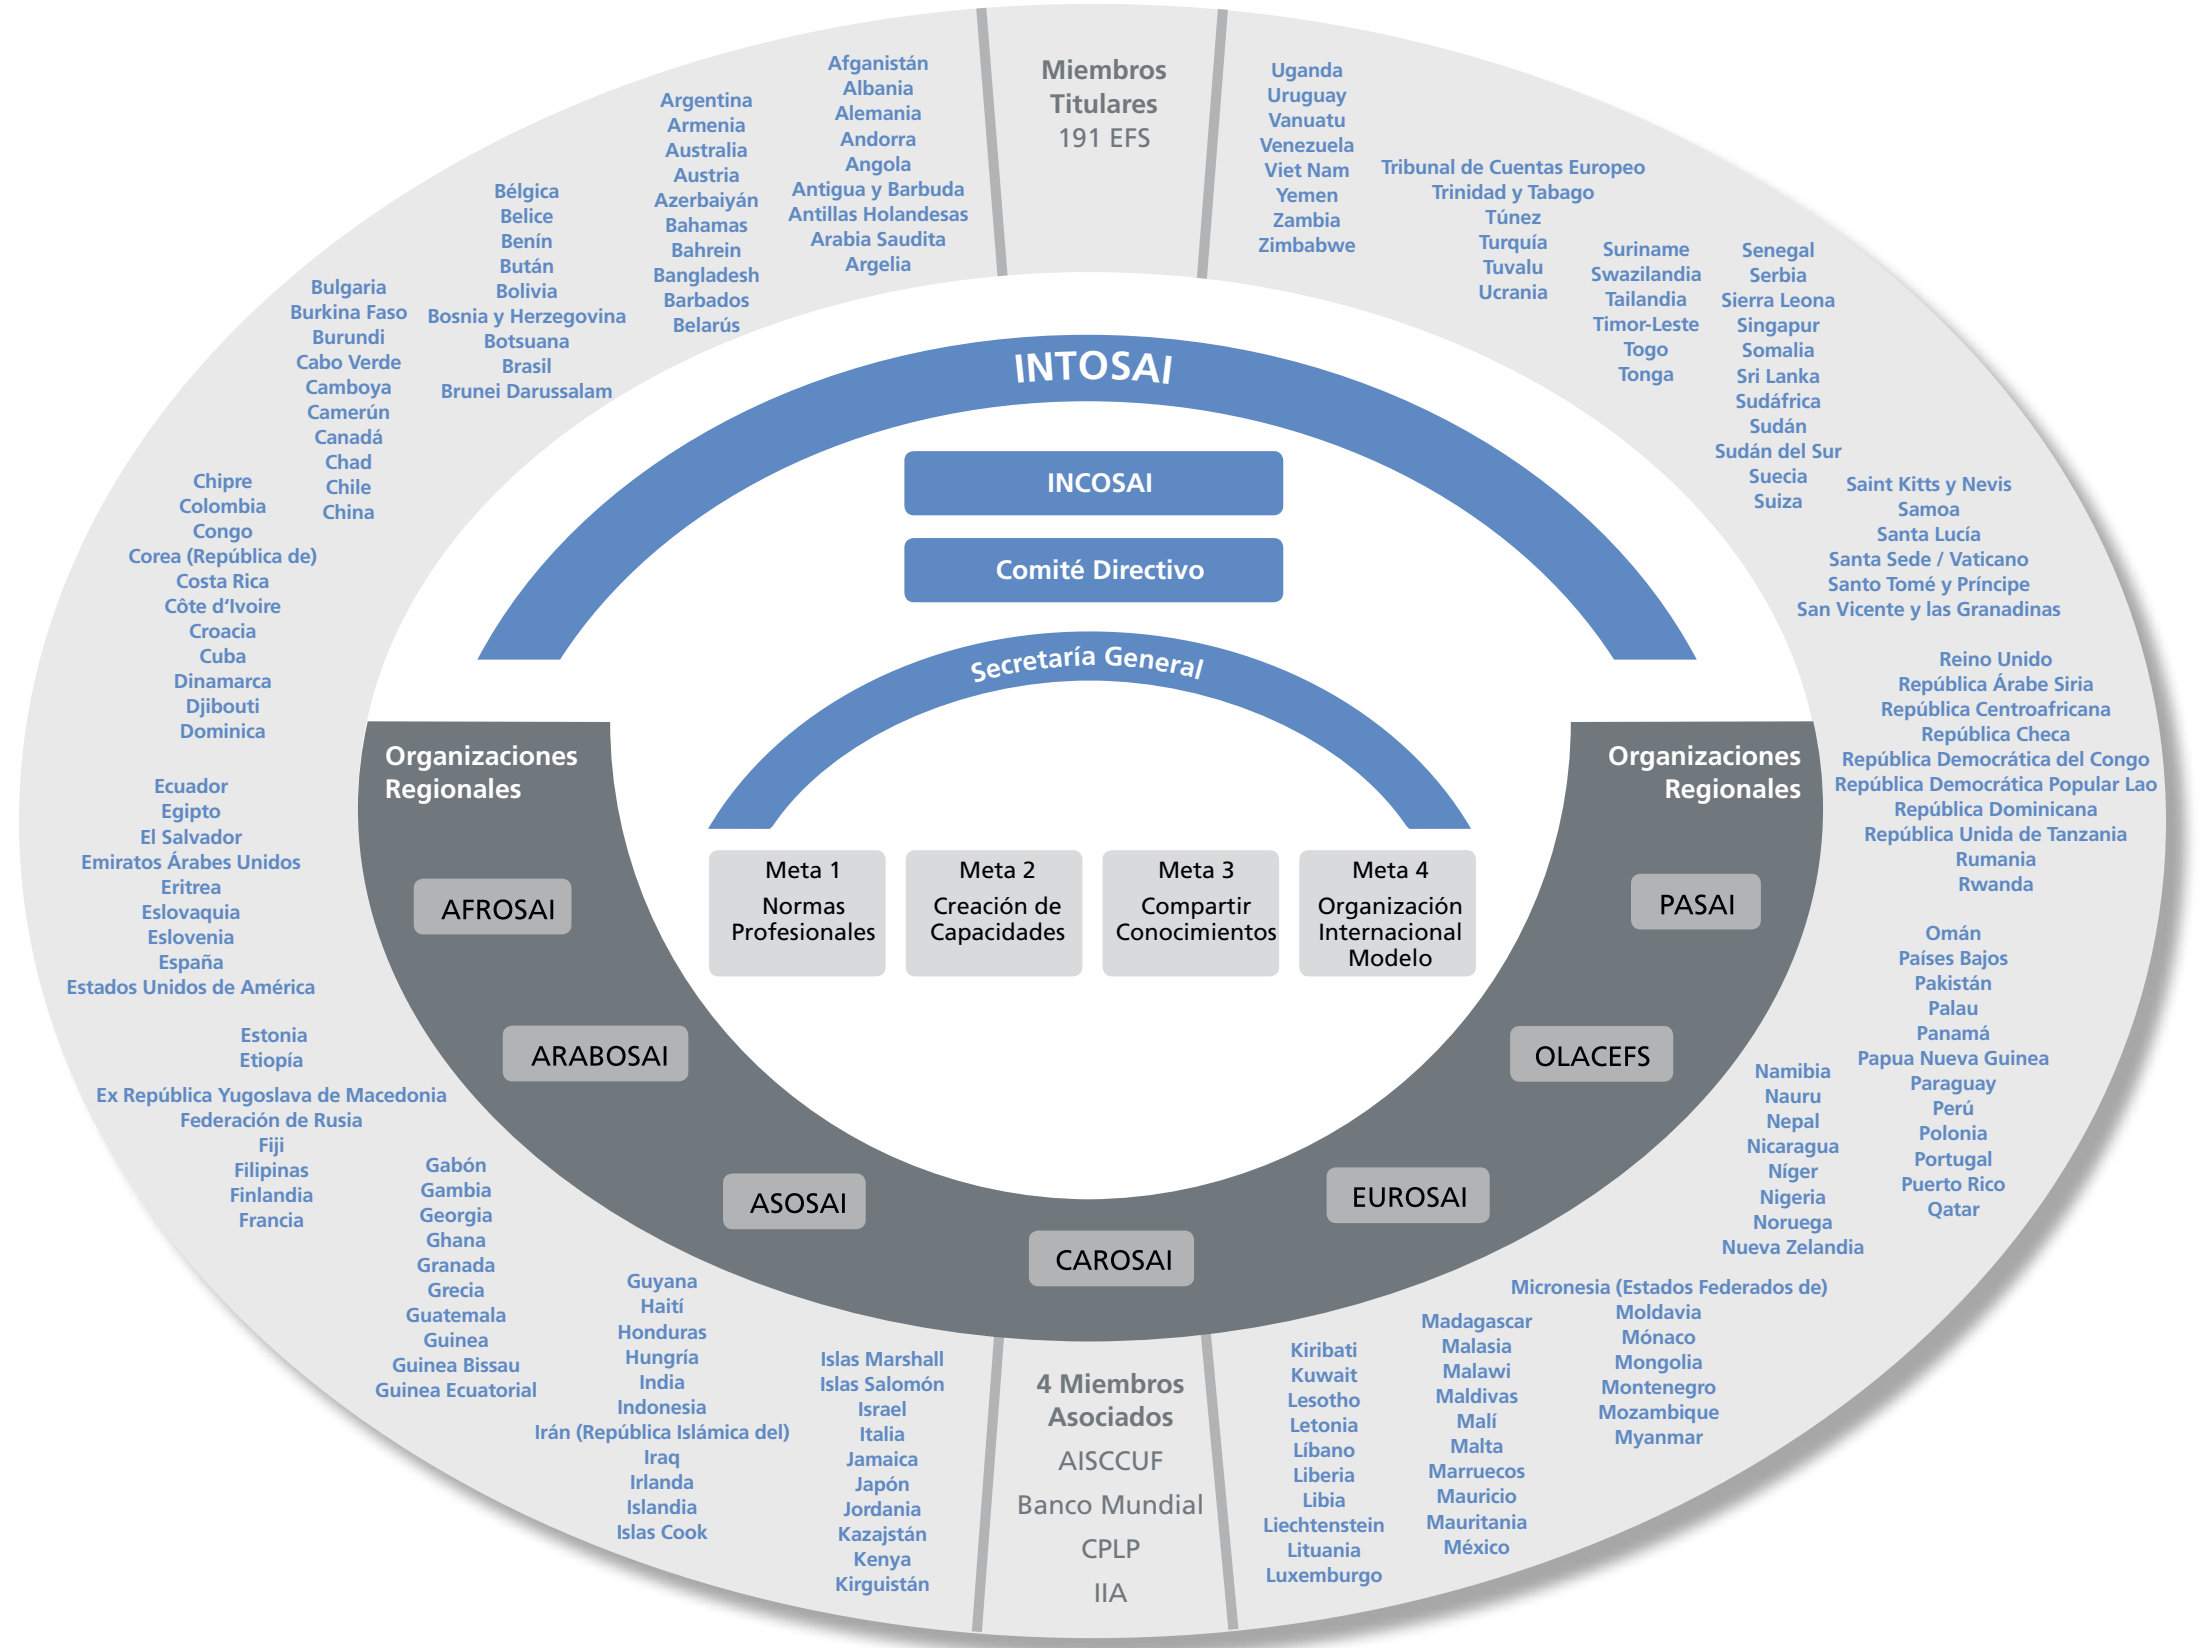 Miembros
Titulares
191 EFS
Afganistán
Albania
Alemania
Andorra
Angola
Antigua y Barbuda
Antillas Holandesas
Arabia Saudita
Argelia
Argentina
Armenia
Australia
Austria
Azerbaiyán
Bahamas
Bahrein
Bangladesh
Barbados
Belarús
Bélgica
Belice
Benín
Bután
Bolivia
Bosnia y Herzegovina
Botsuana
Brasil
Brunei Darussalam
Bulgaria
Burkina Faso
Burundi
Cabo Verde
Camboya
Camerún
Canadá
Chad
Chile
China
Chipre
Colombia
Congo
Corea (República de)
Costa Rica
Côte d‘Ivoire
Croacia
Cuba
Dinamarca
Djibouti
Dominica
Ecuador
Egipto
El Salvador
Emiratos Árabes Unidos
Eritrea
Eslovaquia
Eslovenia
España
Estados Unidos de América
Estonia
Etiopía
Ex República Yugoslava de Macedonia
Federación de Rusia
Fiji
Filipinas
Finlandia
Francia
Gabón
Gambia
Georgia
Ghana
Granada
Grecia
Guatemala
Guinea
Guinea Bissau
Guinea Ecuatorial
Guyana
Haití
Honduras
Hungría
India
Indonesia
Irán (República Islámica del)
Iraq
Irlanda
Islandia
Islas Cook
Islas Marshall
Islas Salomón
Israel
Italia
Jamaica
Japón
Jordania
Kazajstán
Kenya
Kirguistán
4 Miembros
Asociados
AISCCUF
Banco Mundial
CPLP
IIA
Kiribati
Kuwait
Lesotho
Letonia
Líbano
Liberia
Libia
Liechtenstein
Lituania
Luxemburgo
Madagascar
Malasia
Malawi
Maldivas
Malí
Malta
Marruecos
Mauricio
Mauritania
México
Micronesia (Estados Federados de)
Moldavia
Mónaco
Mongolia
Montenegro
Mozambique
Myanmar
Namibia
Nauru
Nepal
Nicaragua
Níger
Nigeria
Noruega
Nueva Zelandia
Omán
Países Bajos
Pakistán
Palau
Panamá
Papua Nueva Guinea
Paraguay
Perú
Polonia
Portugal
Puerto Rico
Qatar
Reino Unido
República Árabe Siria
República Centroafricana
República Checa
República Democrática del Congo
República Democrática Popular Lao
República Dominicana
República Unida de Tanzania
Rumania
Rwanda
Saint Kitts y Nevis
Samoa
Santa Lucía
Santa Sede / Vaticano
Santo Tomé y Príncipe
San Vicente y las Granadinas
Senegal
Serbia
Sierra Leona
Singapur
Somalia
Sri Lanka
Sudáfrica
Sudán
Sudán del Sur
Suecia
Suiza
Suriname
Swazilandia
Tailandia
Timor-Leste
Togo
Tonga
Tribunal de Cuentas Europeo
Trinidad y Tabago
Túnez
Turquía
Tuvalu
Ucrania
Uganda
Uruguay
Vanuatu
Venezuela
Viet Nam
Yemen
Zambia
Zimbabwe
INTOSAI
INCOSAI
Comité Directivo
Secretaría General
Meta 1
Normas
Profesionales
Meta 2
Creación de
Capacidades
Meta 3
Compartir
Conocimientos
Meta 4
Organización
Internacional
Modelo
Organizaciones
Regionales
AFROSAI
ARABOSAI
ASOSAI
CAROSAI
EUROSAI
OLACEFS
PASAI
Organizaciones
Regionales